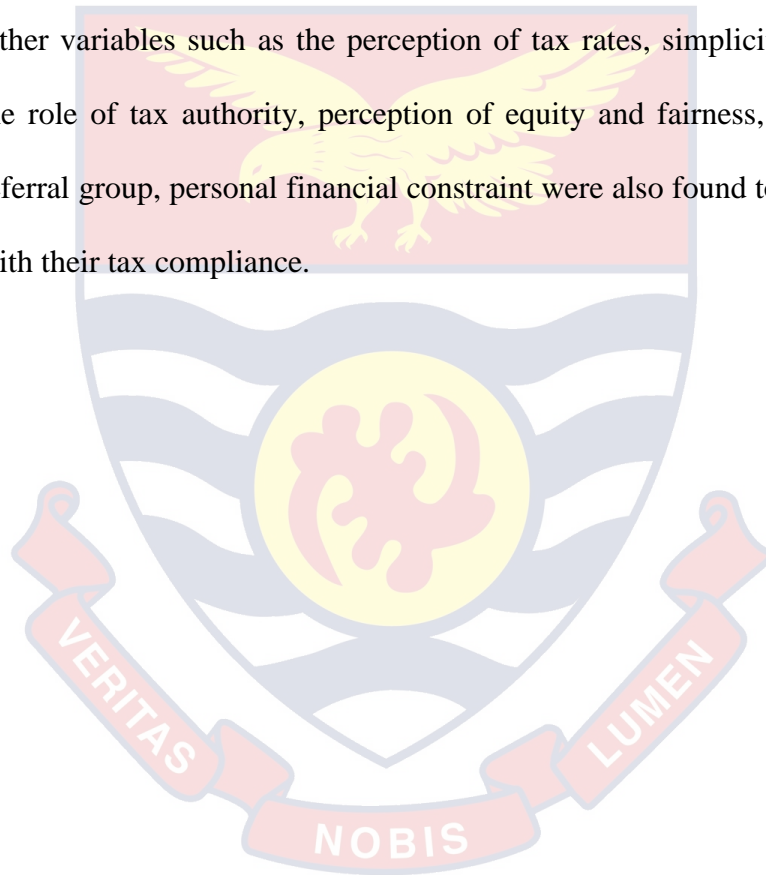 ther variables such as the perception of tax rates, simplici
e role of tax authority, perception of equity and fairness,
ferral group, personal financial constraint were also found to
ith their tax compliance.
VERITAS
NOBIS
LUMEN